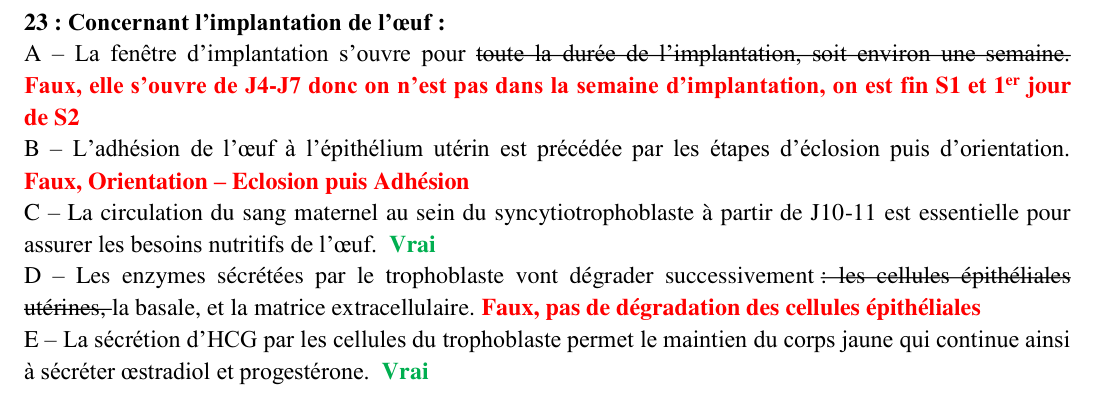 23 : Concernant l’implantation de l’œuf :
A – La fenêtre d’implantation s’ouvre pour toute la durée de l’implantation, soit environ une semaine.
Faux, elle s’ouvre de J4-J7 donc on n’est pas dans la semaine d’implantation, on est fin S1 et 1er jour
de S2
B – L’adhésion de l’œuf à l’épithélium utérin est précédée par les étapes d’éclosion puis d’orientation.
Faux, Orientation – Eclosion puis Adhésion
C – La circulation du sang maternel au sein du syncytiotrophoblaste à partir de J10-11 est essentielle pour
assurer les besoins nutritifs de l’œuf. Vrai
D – Les enzymes sécrétées par le trophoblaste vont dégrader successivement : les cellules épithéliales
utérines, la basale, et la matrice extracellulaire. Faux, pas de dégradation des cellules épithéliales
E – La sécrétion d’HCG par les cellules du trophoblaste permet le maintien du corps jaune qui continue ainsi
à sécréter œstradiol et progestérone. Vrai